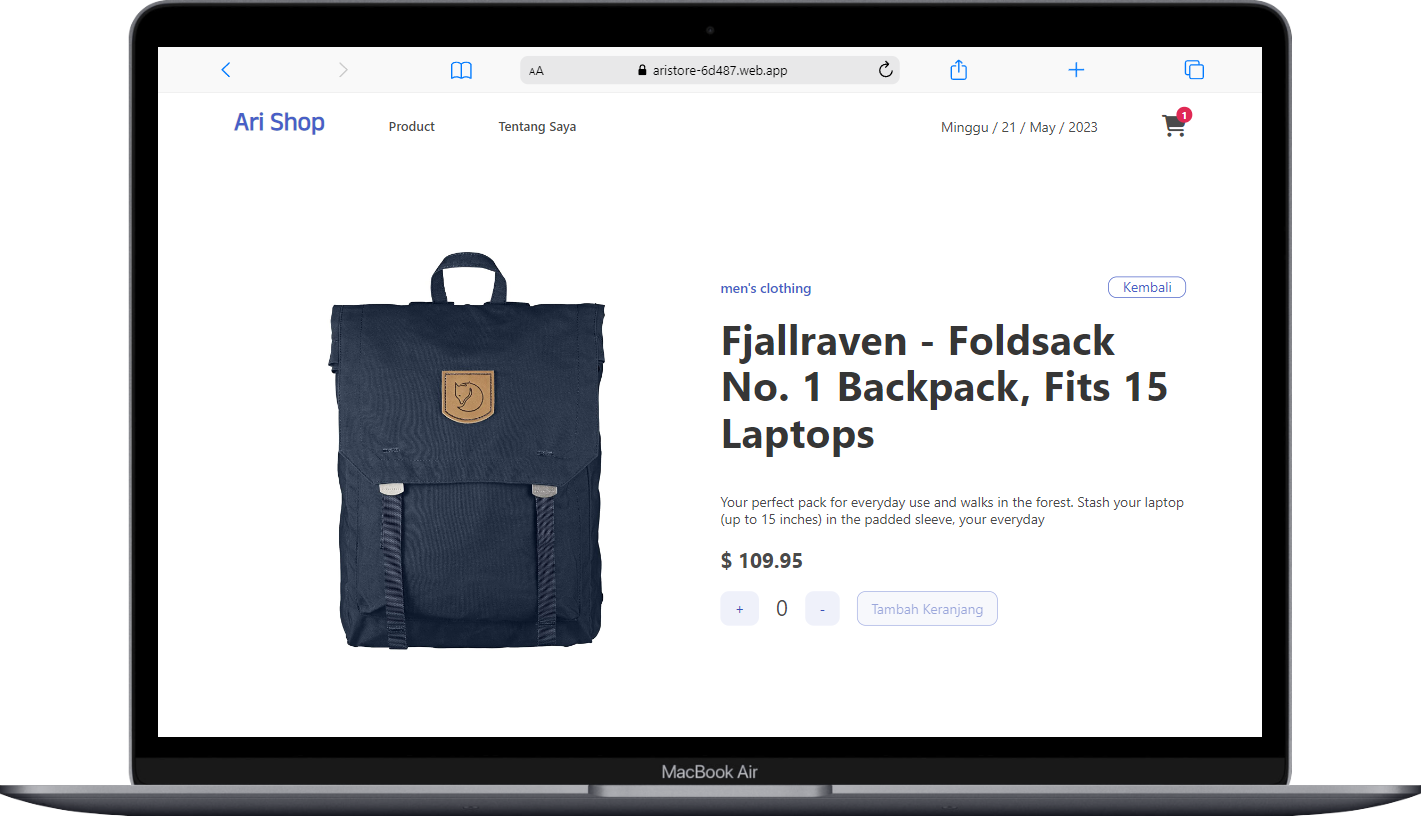 AA aristore-6d487.web.app
Ari Shop Product Tentang Saya Minggu / 21 / May / 2023 1
men's clothing Kembali
Fjallraven - Foldsack
No. 1 Backpack, Fits 15
Laptops
Your perfect pack for everyday use and walks in the forest. Stash your laptop
(up to 15 inches) in the padded sleeve, your everyday
$ 109.95
+ 0 - Tambah Keranjang
MacBook Air